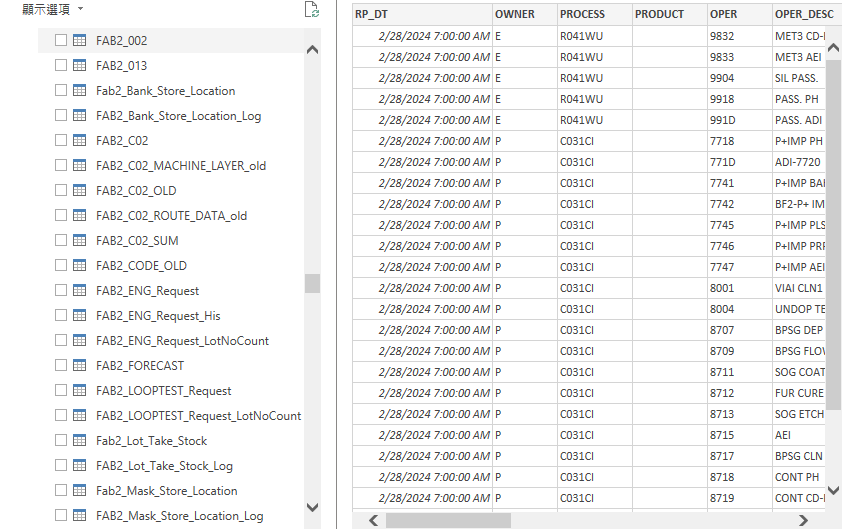 顯示選項
FAB2_002
FAB2_013
Fab2_Bank_Store_Location
Fab2_Bank_Store_Location_Log
FAB2_C02
FAB2_C02_MACHINE_LAYER_old
FAB2_C02_OLD
FAB2_C02_ROUTE_DATA_old
FAB2_C02_SUM
FAB2_CODE_OLD
FAB2_ENG_Request
FAB2_ENG_Request_His
FAB2_ENG_Request_LotNoCount
FAB2_FORECAST
FAB2_LOOPTEST_Request
FAB2_LOOPTEST_Request_LotNoCount
Fab2_Lot_Take_Stock
Fab2_Lot_Take_Stock_Log
Fab2_Mask_Store_Location
FAB2_Mask_Store_Location_Log
RP_DT OWNER PROCESS PRODUCT OPER OPER_DESC
2/28/2024 7:00:00 AM E R041WU 9832 MET3 CD-
2/28/2024 7:00:00 AM E R041WU 9833 MET3 AEI
2/28/2024 7:00:00 AM E R041WU 9904 SIL PASS.
2/28/2024 7:00:00 AM E R041WU 9918 PASS. PH
2/28/2024 7:00:00 AM E R041WU 991D PASS. ADI
2/28/2024 7:00:00 AM P C031CI 7718 P+IMP PH
2/28/2024 7:00:00 AM P C031CI 771D ADI-7720
2/28/2024 7:00:00 AM P C031CI 7741 P+IMP BA
2/28/2024 7:00:00 AM P C031CI 7742 BF2-P+ IM
2/28/2024 7:00:00 AM P C031CI 7745 P+IMP PLS
2/28/2024 7:00:00 AM P C031CI 7746 P+IMP PR
2/28/2024 7:00:00 AM P C031CI 7747 P+IMP AEI
2/28/2024 7:00:00 AM P C031CI 8001 VIAI CLN1
2/28/2024 7:00:00 AM P C031CI 8004 UNDOP TE
2/28/2024 7:00:00 AM P C031CI 8707 BPSG DEP
2/28/2024 7:00:00 AM P C031CI 8709 BPSG FLO
2/28/2024 7:00:00 AM P C031CI 8711 SOG COAT
2/28/2024 7:00:00 AM P C031CI 8712 FUR CURE
2/28/2024 7:00:00 AM P C031CI 8713 SOG ETCH
2/28/2024 7:00:00 AM P C031CI 8715 AEI
2/28/2024 7:00:00 AM P C031CI 8717 BPSG CLN
2/28/2024 7:00:00 AM P C031CI 8718 CONT PH
2/28/2024 7:00:00 AM P C031CI 8719 CONT CD-